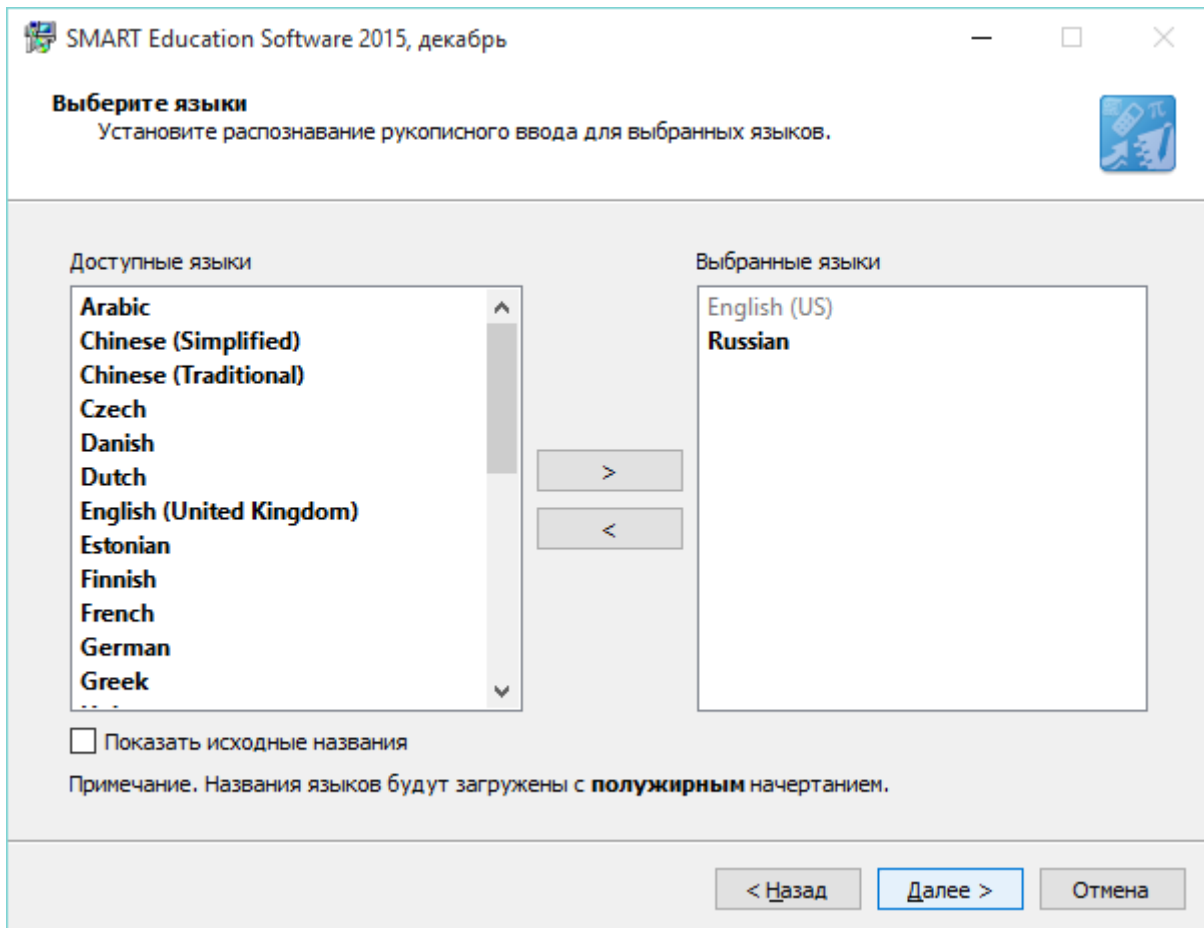 SMART Education Software 2015, декабрь
Выберите языки
Установите распознавание рукописного ввода для выбранных языков.
Доступные языки
Arabic
Chinese (Simplified)
Chinese (Traditional)
Czech
Danish
Dutch
English (United Kingdom)
Estonian
Finnish
French
German
Greek
>
<
Выбранные языки
English (US)
Russian
Показать исходные названия
Примечание. Названия языков будут загружены с полужирным начертанием.
< Назад
Далее >
Отмена